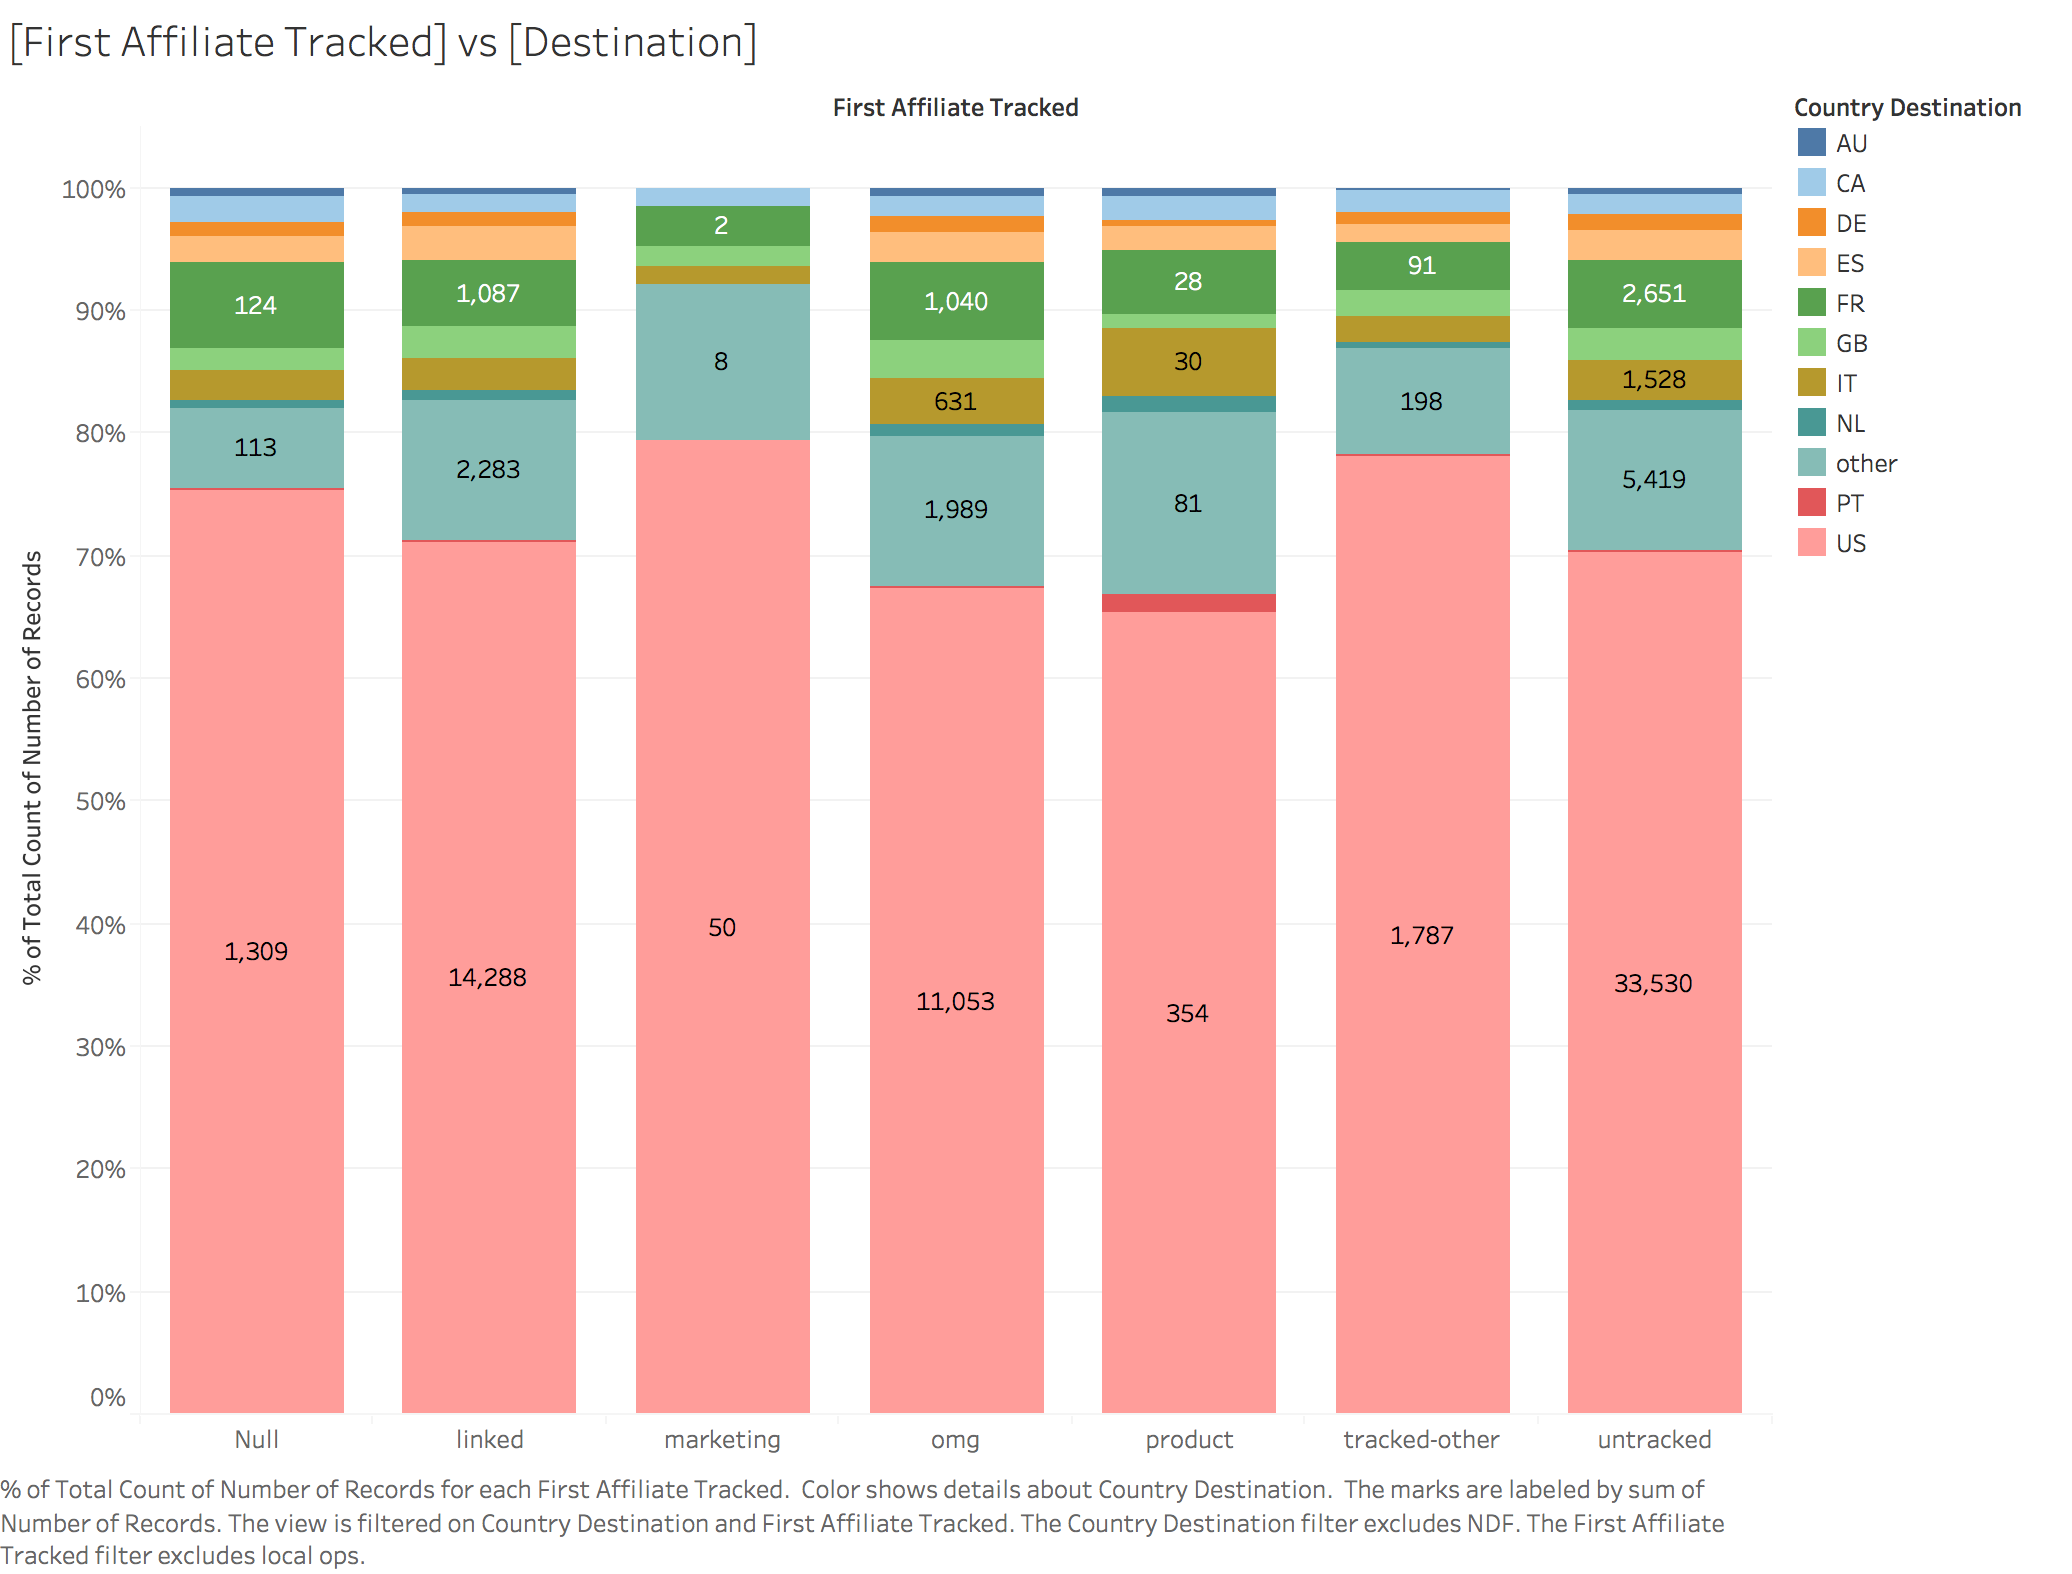 [First Affiliate Tracked] vs [Destination]
First Affiliate Tracked
Country Destination
AU
CA
DE
ES
FR
GB
IT
NL
other
PT
US
% of Total Count of Number of Records
100%
90%
80%
70%
60%
50%
40%
30%
20%
10%
0%
124
113
1,309
1,087
2,283
14,288
2
8
50
1,040
631
1,989
11,053
28
30
81
354
91
198
1,787
2,651
1,528
5,419
33,530
Null
linked
marketing
omg
product
tracked-other
untracked
% of Total Count of Number of Records for each First Affiliate Tracked. Color shows details about Country Destination. The marks are labeled by sum of
Number of Records. The view is filtered on Country Destination and First Affiliate Tracked. The Country Destination filter excludes NDF. The First Affiliate
Tracked filter excludes local ops.